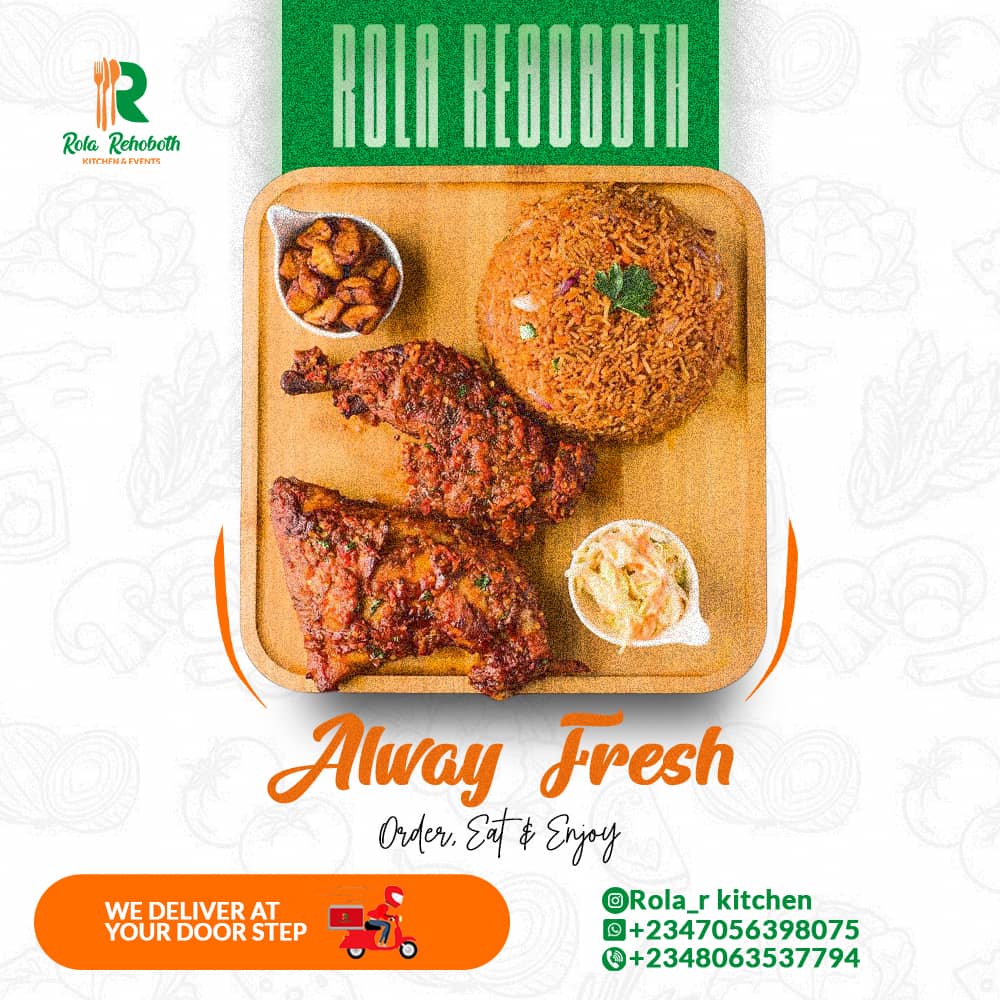 R
Rola Rehoboth
KITCHEN & EVENTS
ROLA REHOBOTH
Alway Fresh
Order, Eat & Enjoy
WE DELIVER AT
YOUR DOOR STEP
Rola_r kitchen
+2347056398075
+2348063537794